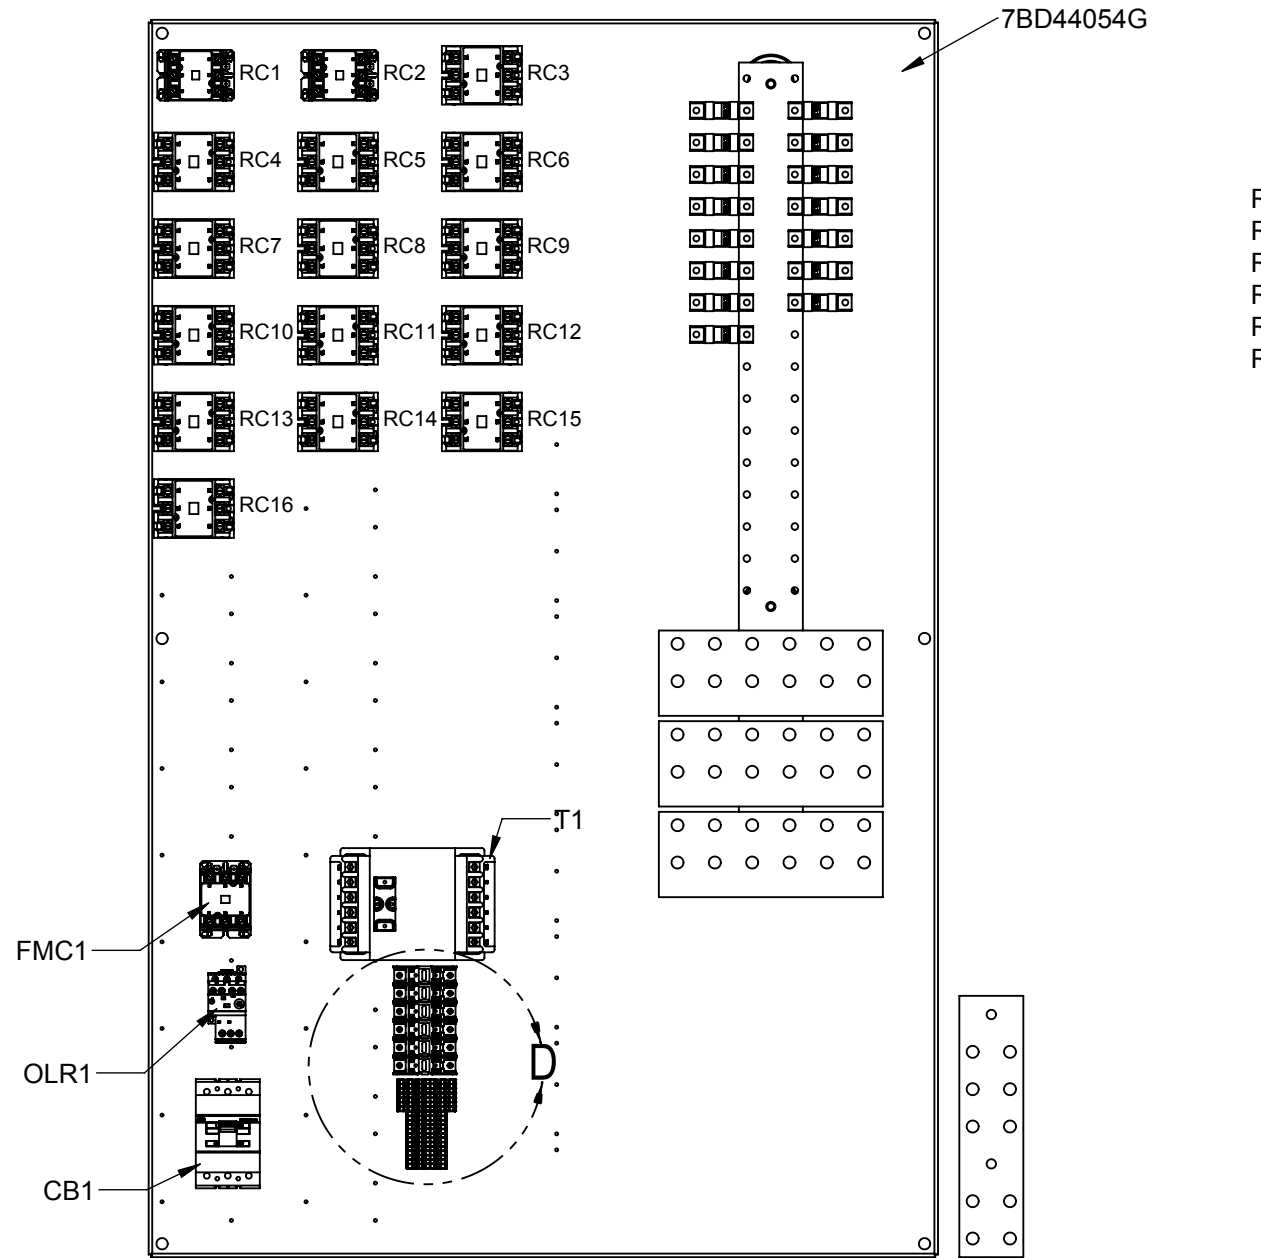 7BD44054G
RC1 RC2 RC3
RC4 RC5 RC6
RC7 RC8 RC9
RC10 RC11 RC12
RC13 RC14 RC15
RC16
T1
FMC1
OLR1
D
CB1